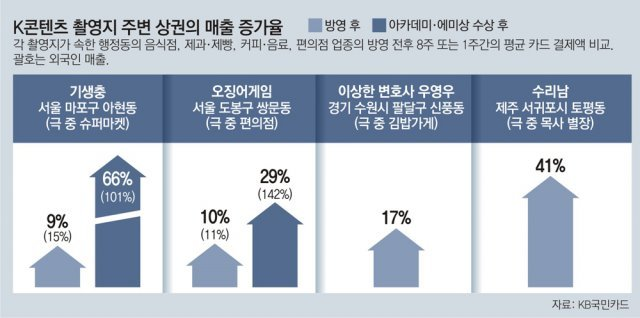 K콘텐츠 촬영지 주변 상권의 매출 증가율
방영 후
아카데미·에미상 수상 후
각 촬영지가 속한 행정동의 음식점, 제과·제빵, 커피·음료, 편의점 업종의 방영 전후 8주 또는 1주간의 평균 카드 결제액 비교.
괄호는 외국인 매출.
기생충
서울 마포구 아현동
(극 중 슈퍼마켓)
9%
(15%)
66%
(101%)
오징어게임
서울 도봉구 쌍문동
(극 중 편의점)
10%
(11%)
29%
(142%)
이상한 변호사 우영우
경기 수원시 팔달구 신풍동
(극 중 김밥가게)
17%
수리남
제주 서귀포시 토평동
(극 중 목사 별장)
41%
자료: KB국민카드